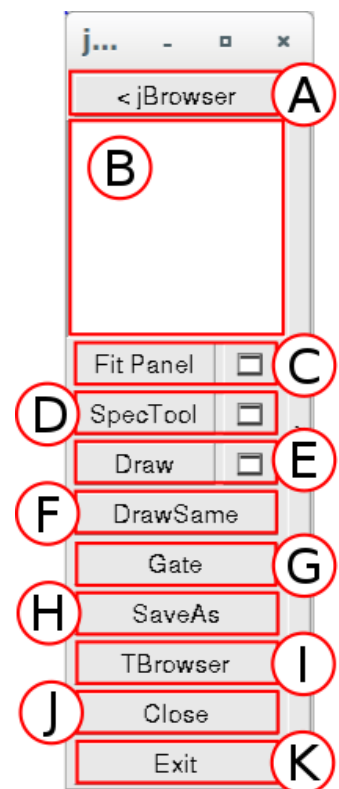 j... - ▫ ×
< jBrowser A
B
Fit Panel C
D SpecTool
Draw E
F DrawSame
Gate G
H SaveAs
TBrowser I
J Close
Exit K